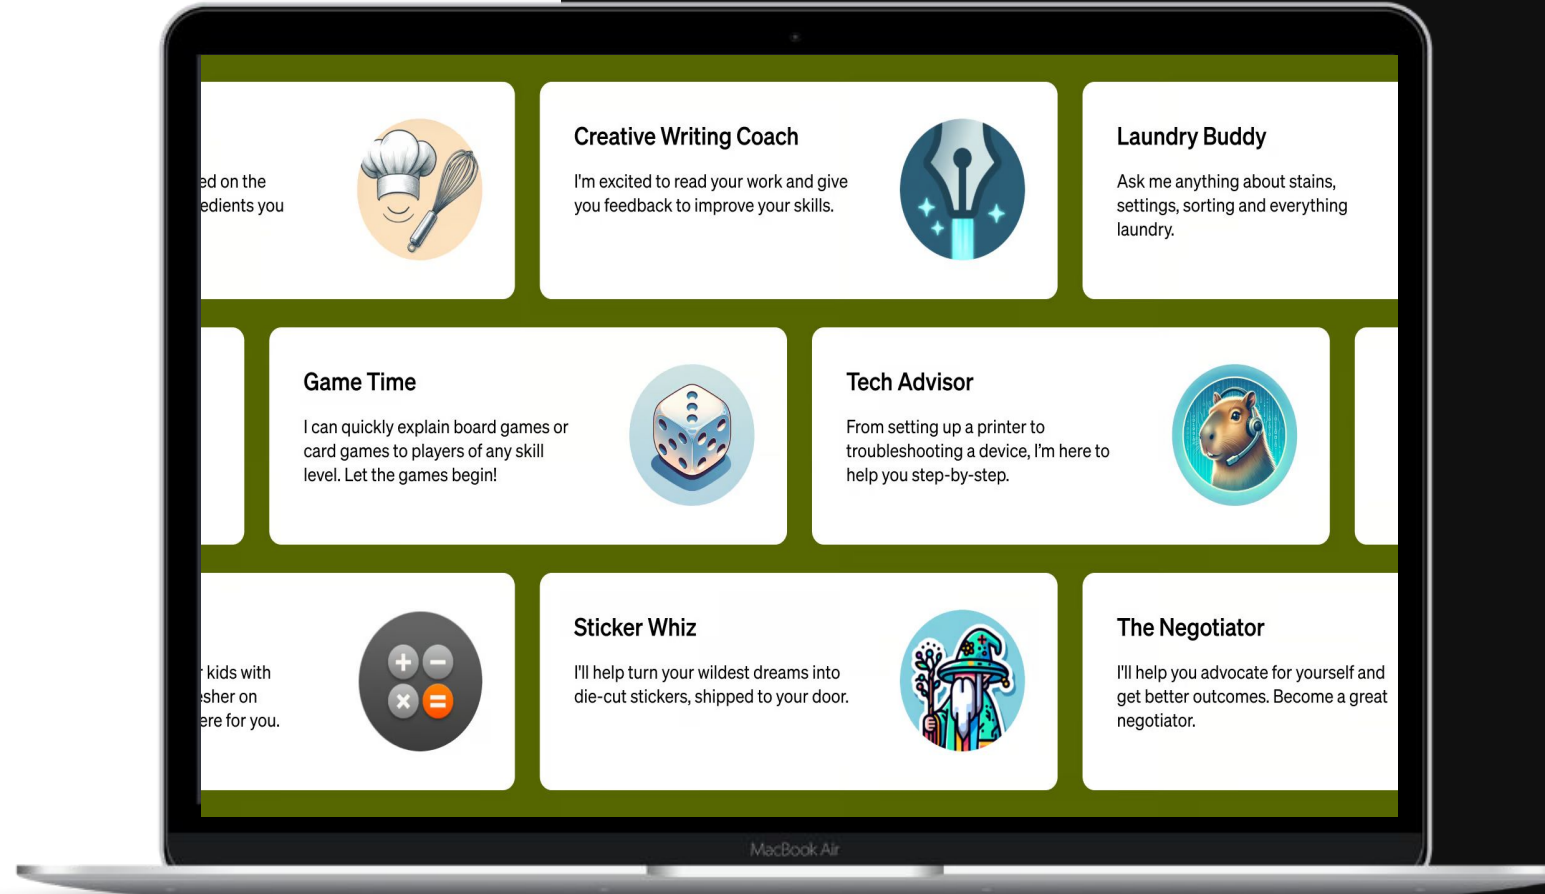 ed on the
edients you
Creative Writing Coach
I'm excited to read your work and give
you feedback to improve your skills.
Laundry Buddy
Ask me anything about stains,
settings, sorting and everything
laundry.
Game Time
I can quickly explain board games or
card games to players of any skill
level. Let the games begin!
Tech Advisor
From setting up a printer to
troubleshooting a device, I'm here to
help you step-by-step.
r kids with
sher on
ere for you.
Sticker Whiz
I'll help turn your wildest dreams into
die-cut stickers, shipped to your door.
The Negotiator
I'll help you advocate for yourself and
get better outcomes. Become a great
negotiator.
MacBook Air